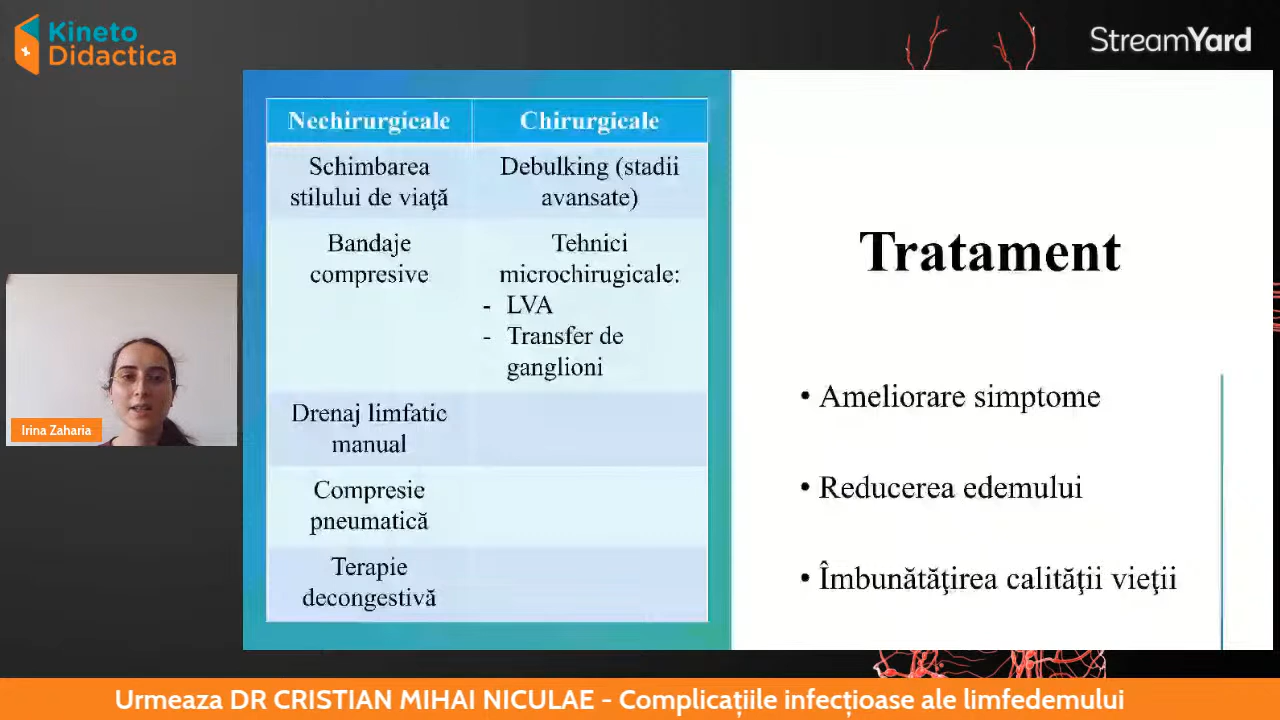 Kineto
Didactica
StreamYard
Nechirurgicale
Chirurgicale
Schimbarea
stilului de viaţă
Debulking (stadii
avansate)
Bandaje
compresive
Tehnici
microchirugicale:
- LVA
- Transfer de
ganglioni
Drenaj limfatic
manual
Compresie
pneumatică
Terapie
decongestivă
Tratament
• Ameliorare simptome
• Reducerea edemului
• Îmbunătăţirea calităţii vieţii
Irina Zaharia
Urmeaza DR CRISTIAN MIHAI NICULAE - Complicațiile infecțioase ale limfedemului